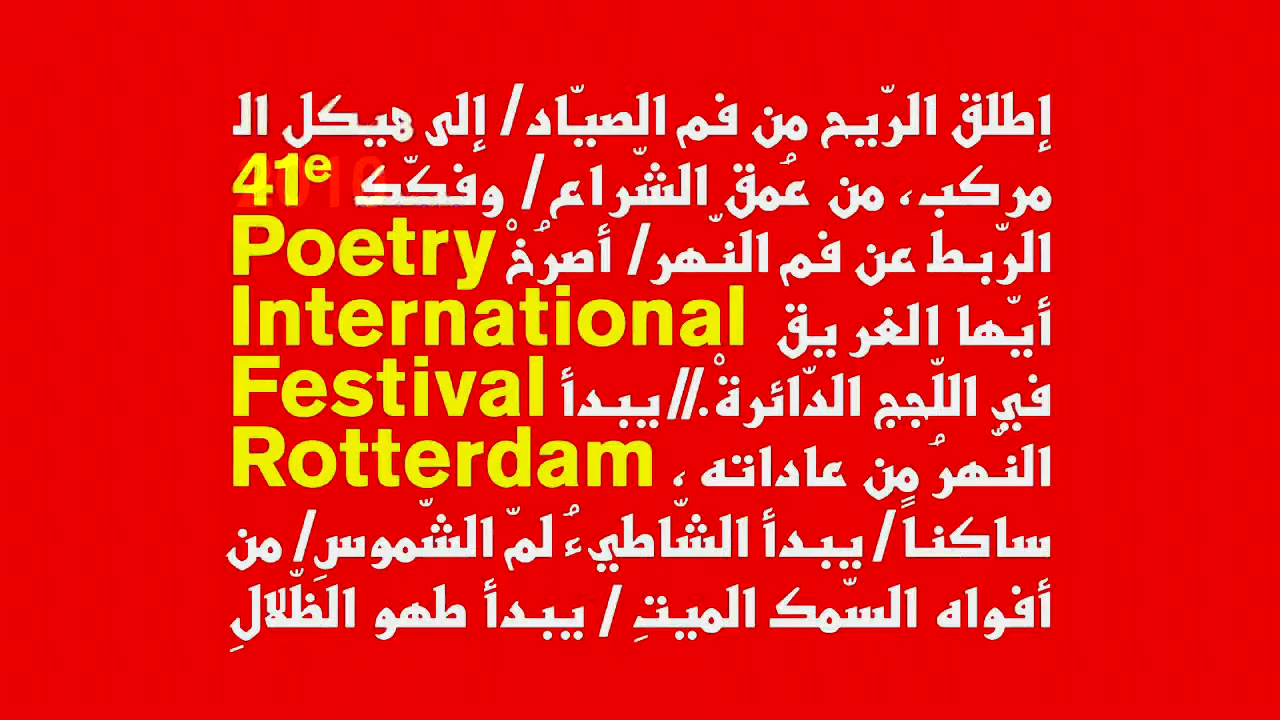 إطلق الرّيح من فم الصيّاد/ إلى هيكل الـ
مركب، من عُمق الشّراع/ وفكّك
41e
الرّبط عن فم النّهر/ أصرُخْ
Poetry
أيّها الغريق
International
في اللّجج الدّائرةْ.//يبدأ
Festival
النّهرُ من عاداته ،
Rotterdam
ساكناً/ يبدأ الشّاطيءُ لمّ الشّموسِ/ من
أفواه السّمك الميتِ / يبدأ طهو الظّلالِ